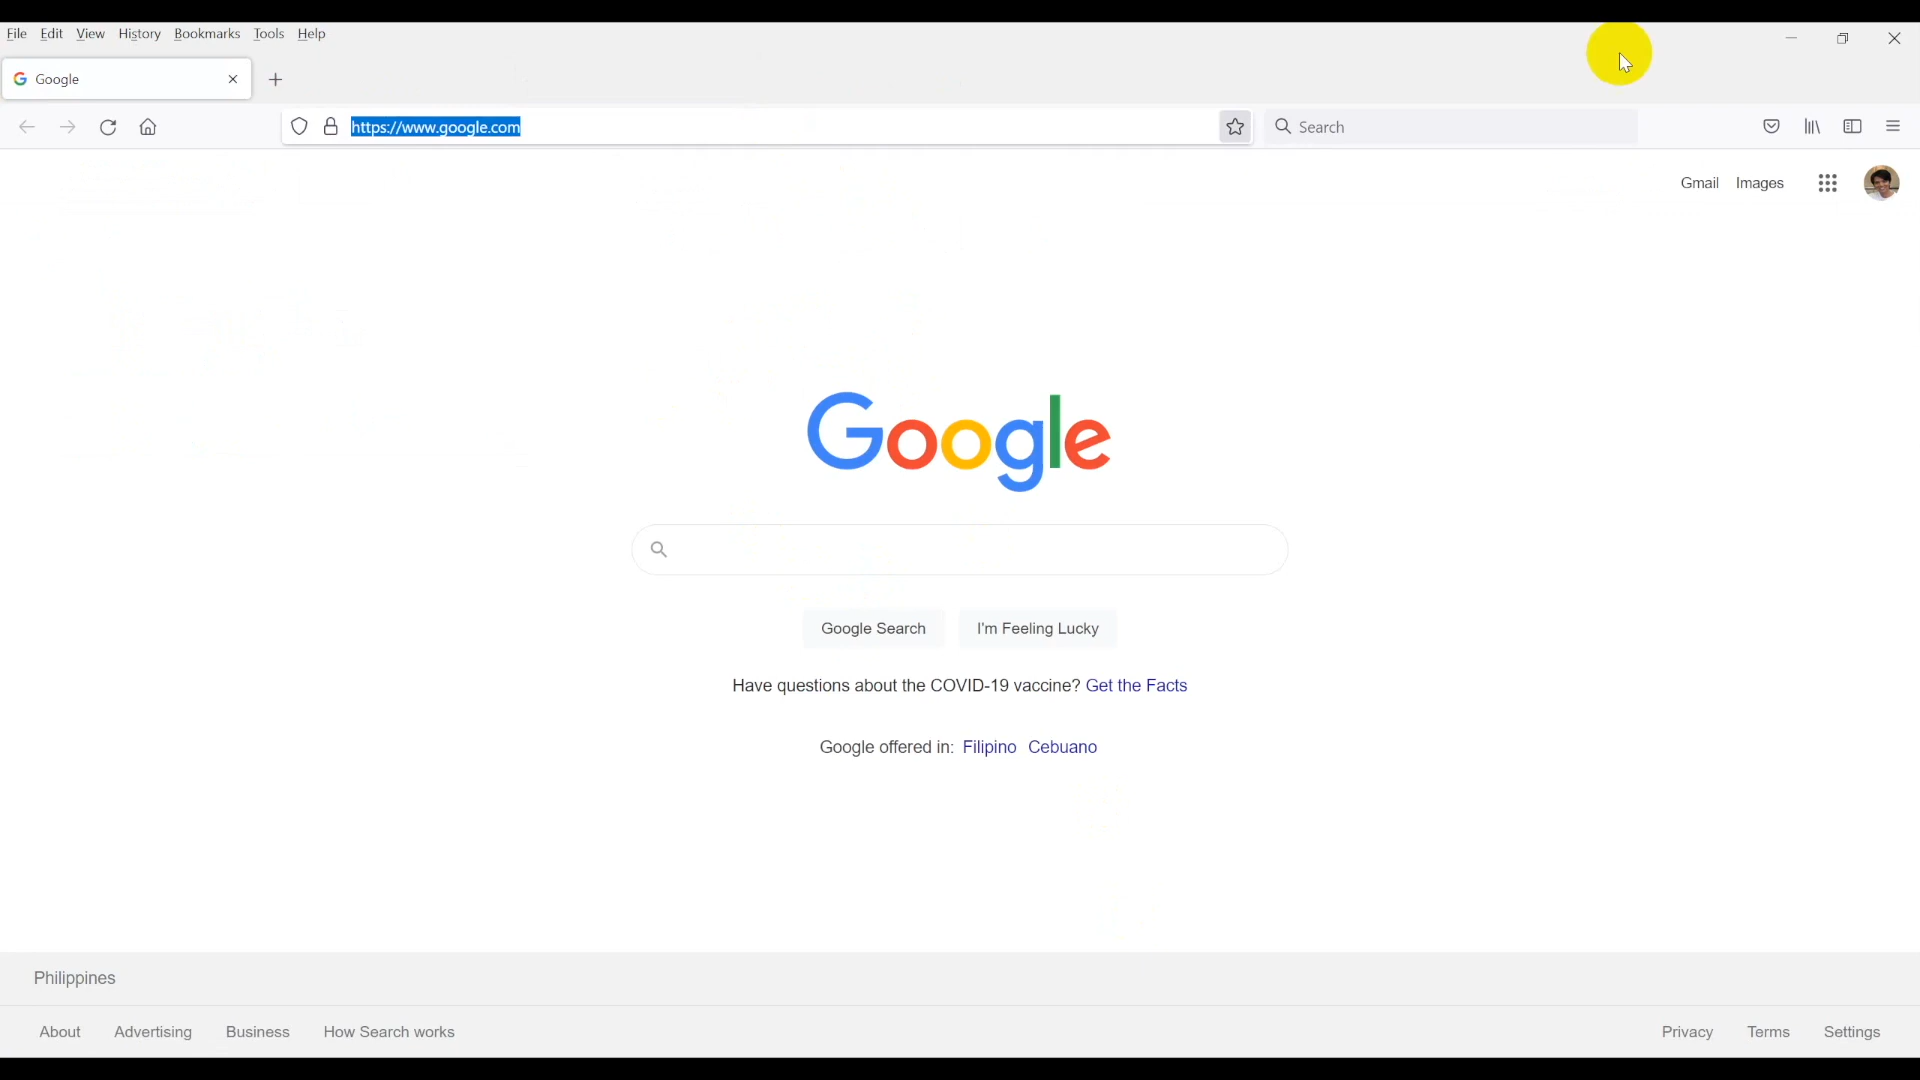 File Edit View History Bookmarks Tools Help
Google
https://www.google.com
Search
Gmail Images
Google
Google Search I'm Feeling Lucky
Have questions about the COVID-19 vaccine? Get the Facts
Google offered in: Filipino Cebuano
Philippines
About Advertising Business How Search works Privacy Terms Settings